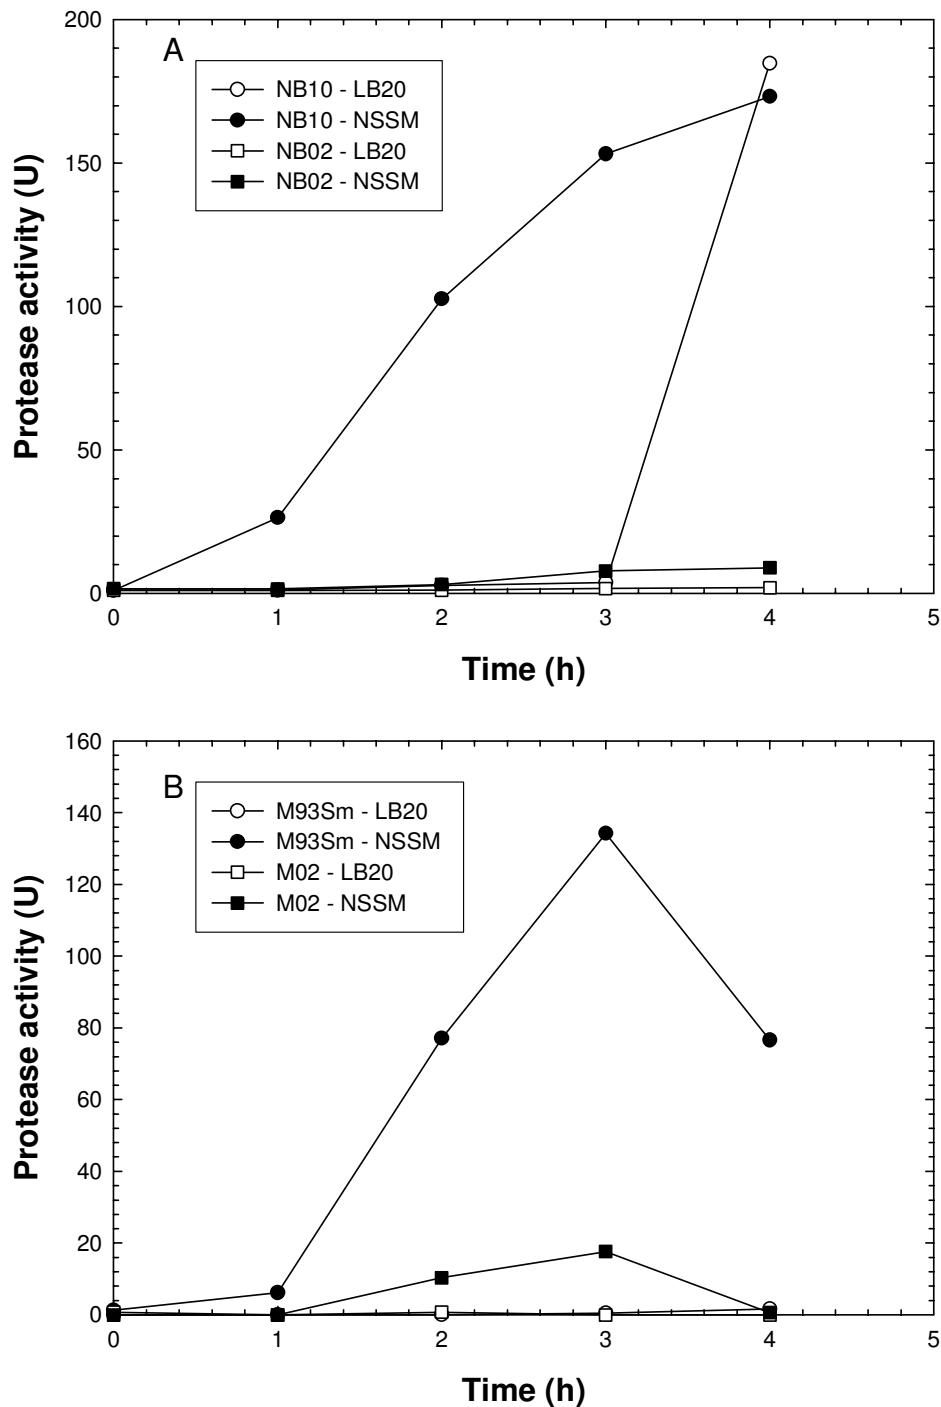 A
NB10 - LB20
NB10 - NSSM
NB02 - LB20
NB02 - NSSM
Protease activity (U)
200
150
100
50
0
0 1 2 3 4 5
Time (h)
B
M93Sm - LB20
M93Sm - NSSM
M02 - LB20
M02 - NSSM
Protease activity (U)
160
140
120
100
80
60
40
20
0
0 1 2 3 4 5
Time (h)